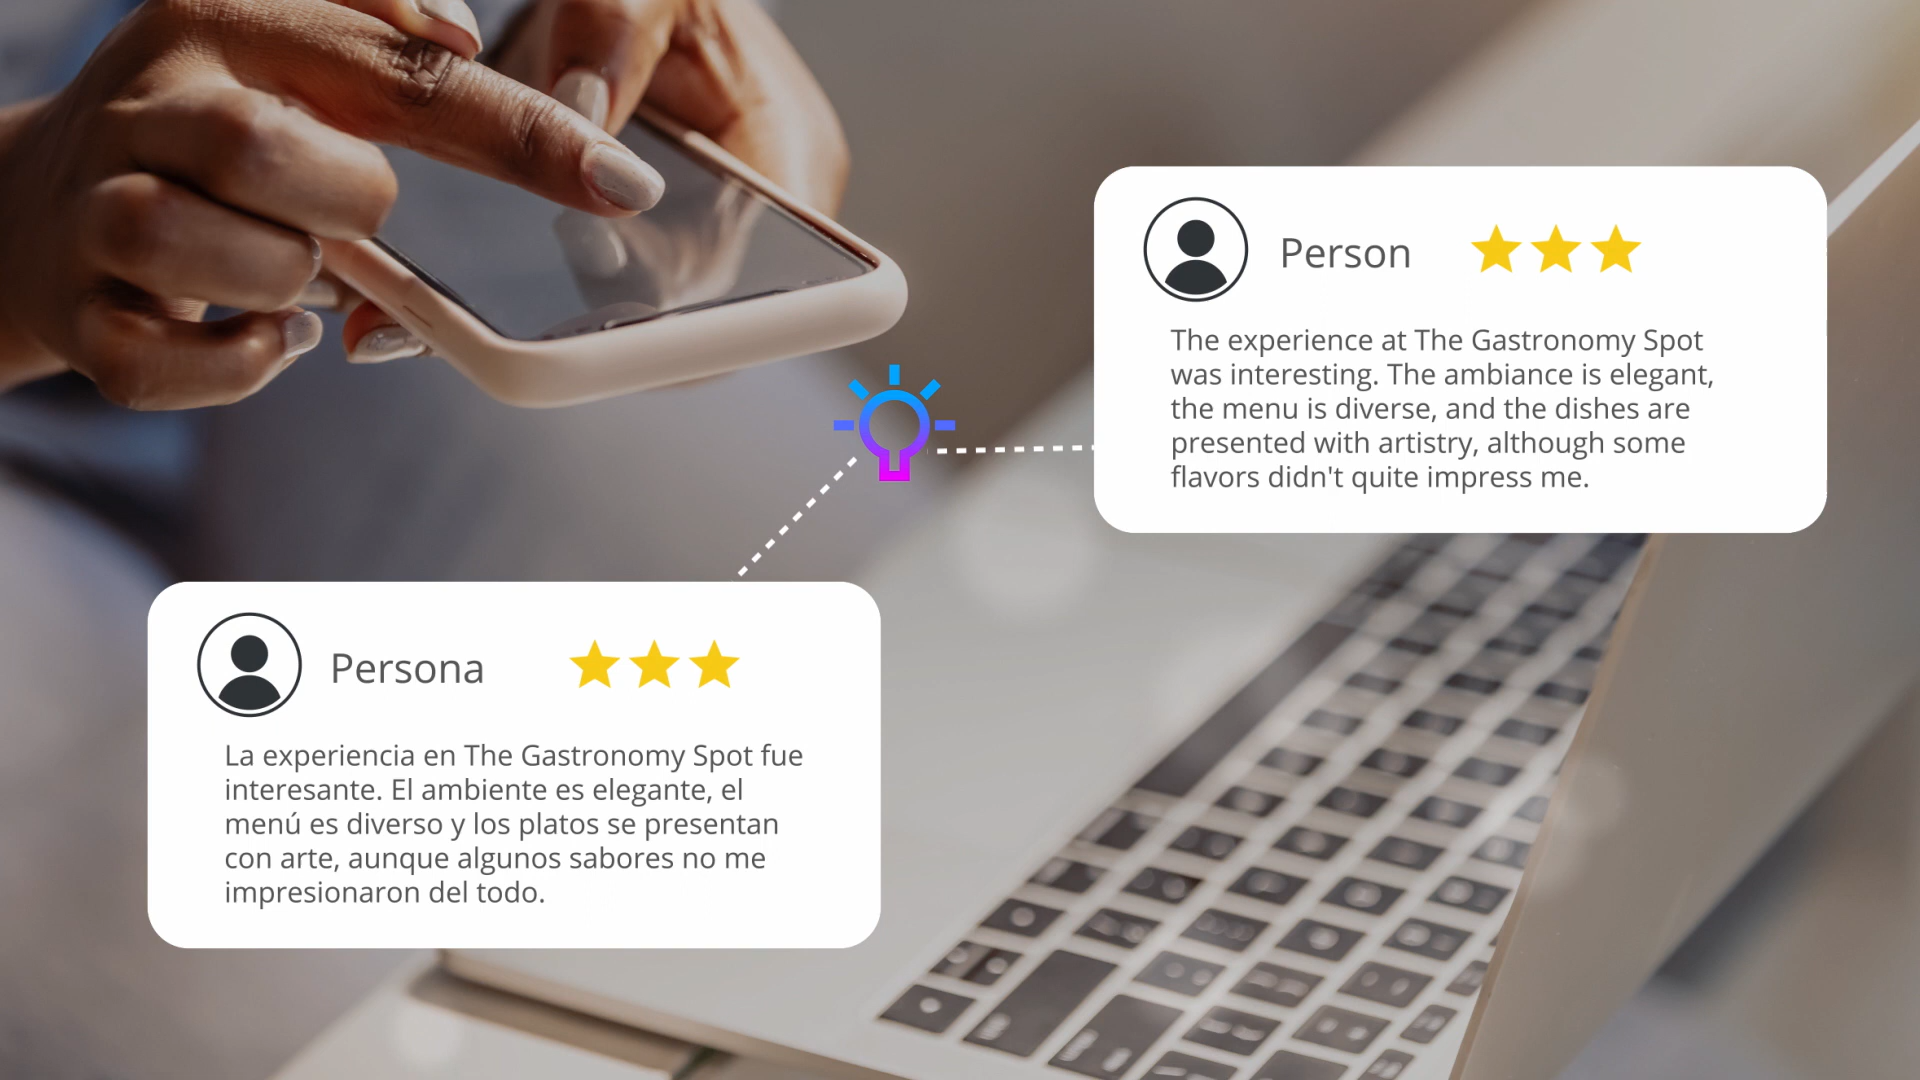 Person
The experience at The Gastronomy Spot
was interesting. The ambiance is elegant,
the menu is diverse, and the dishes are
presented with artistry, although some
flavors didn't quite impress me.
Persona
La experiencia en The Gastronomy Spot fue
interesante. El ambiente es elegante, el
menú es diverso y los platos se presentan
con arte, aunque algunos sabores no me
impresionaron del todo.